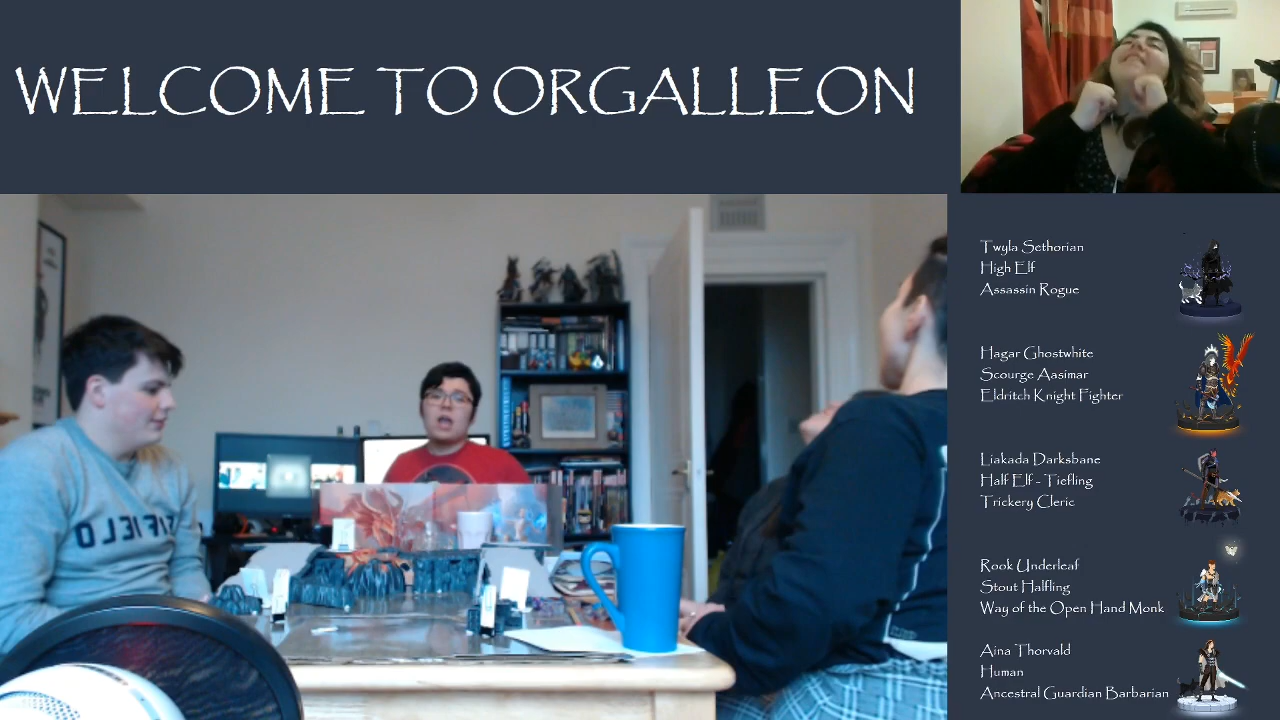 WELCOME TO ORGALLEON
Twyla Sethorian
High Elf
Assassin Rogue
Hagar Ghostwhite
Scourge Aasimar
Eldritch Knight Fighter
Liakada Darksbane
Half Elf - Tiefling
Trickery Cleric
Rook Underleaf
Stout Halfling
Way of the Open Hand Monk
Aina Thorvald
Human
Ancestral Guardian Barbarian